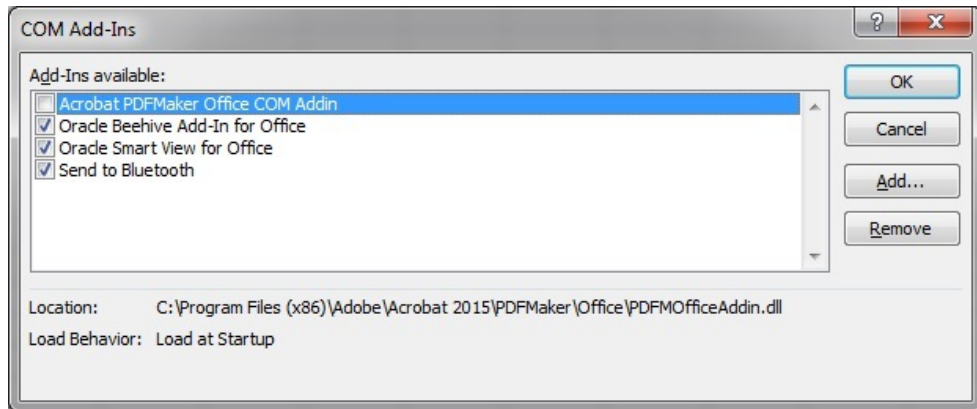 COM Add-Ins
Add-Ins available:
Acrobat PDFMaker Office COM Addin
Oracle Beehive Add-In for Office
Oracle Smart View for Office
Send to Bluetooth
OK
Cancel
Add...
Remove
Location: C:\Program Files (x86)\Adobe\Acrobat 2015\PDFMaker\Office\PDFMOfficeAddin.dll
Load Behavior: Load at Startup